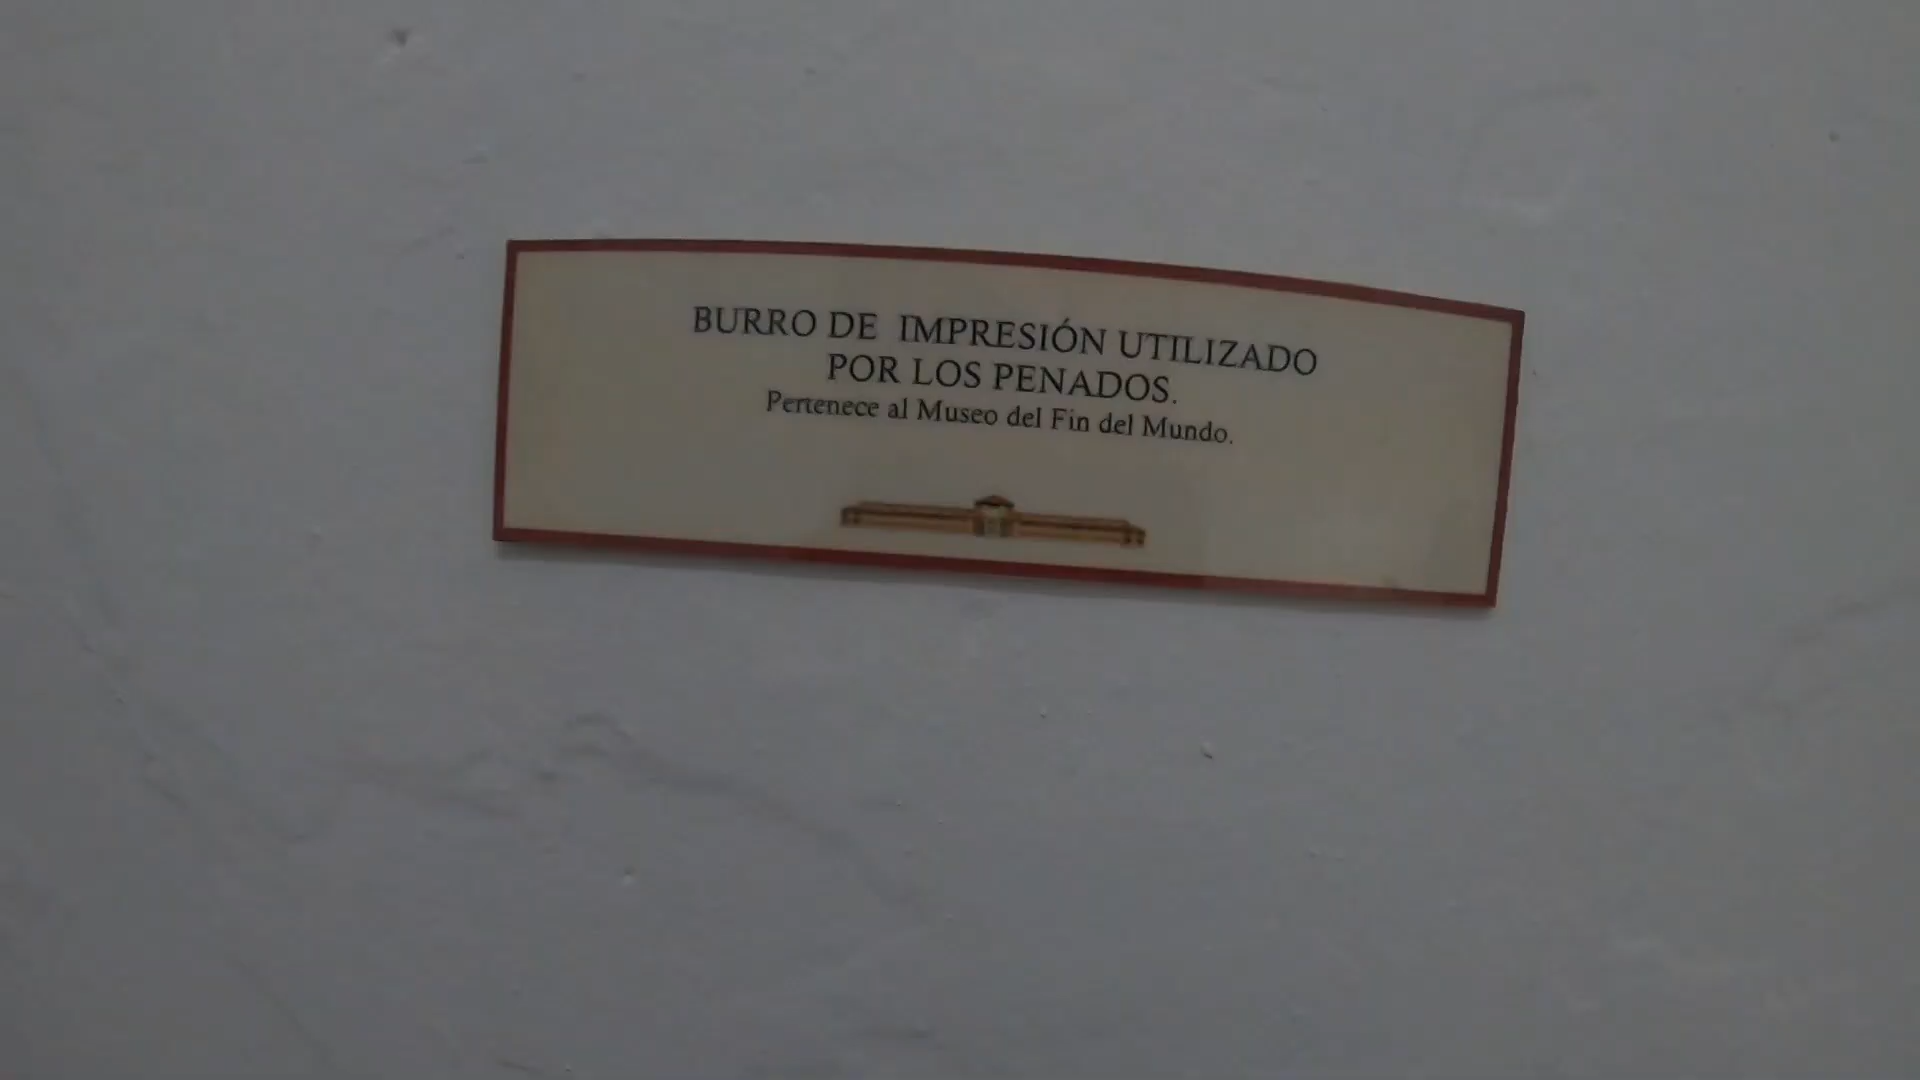 BURRO DE IMPRESIÓN UTILIZADO
POR LOS PENADOS.
Pertenece al Museo del Fin del Mundo.